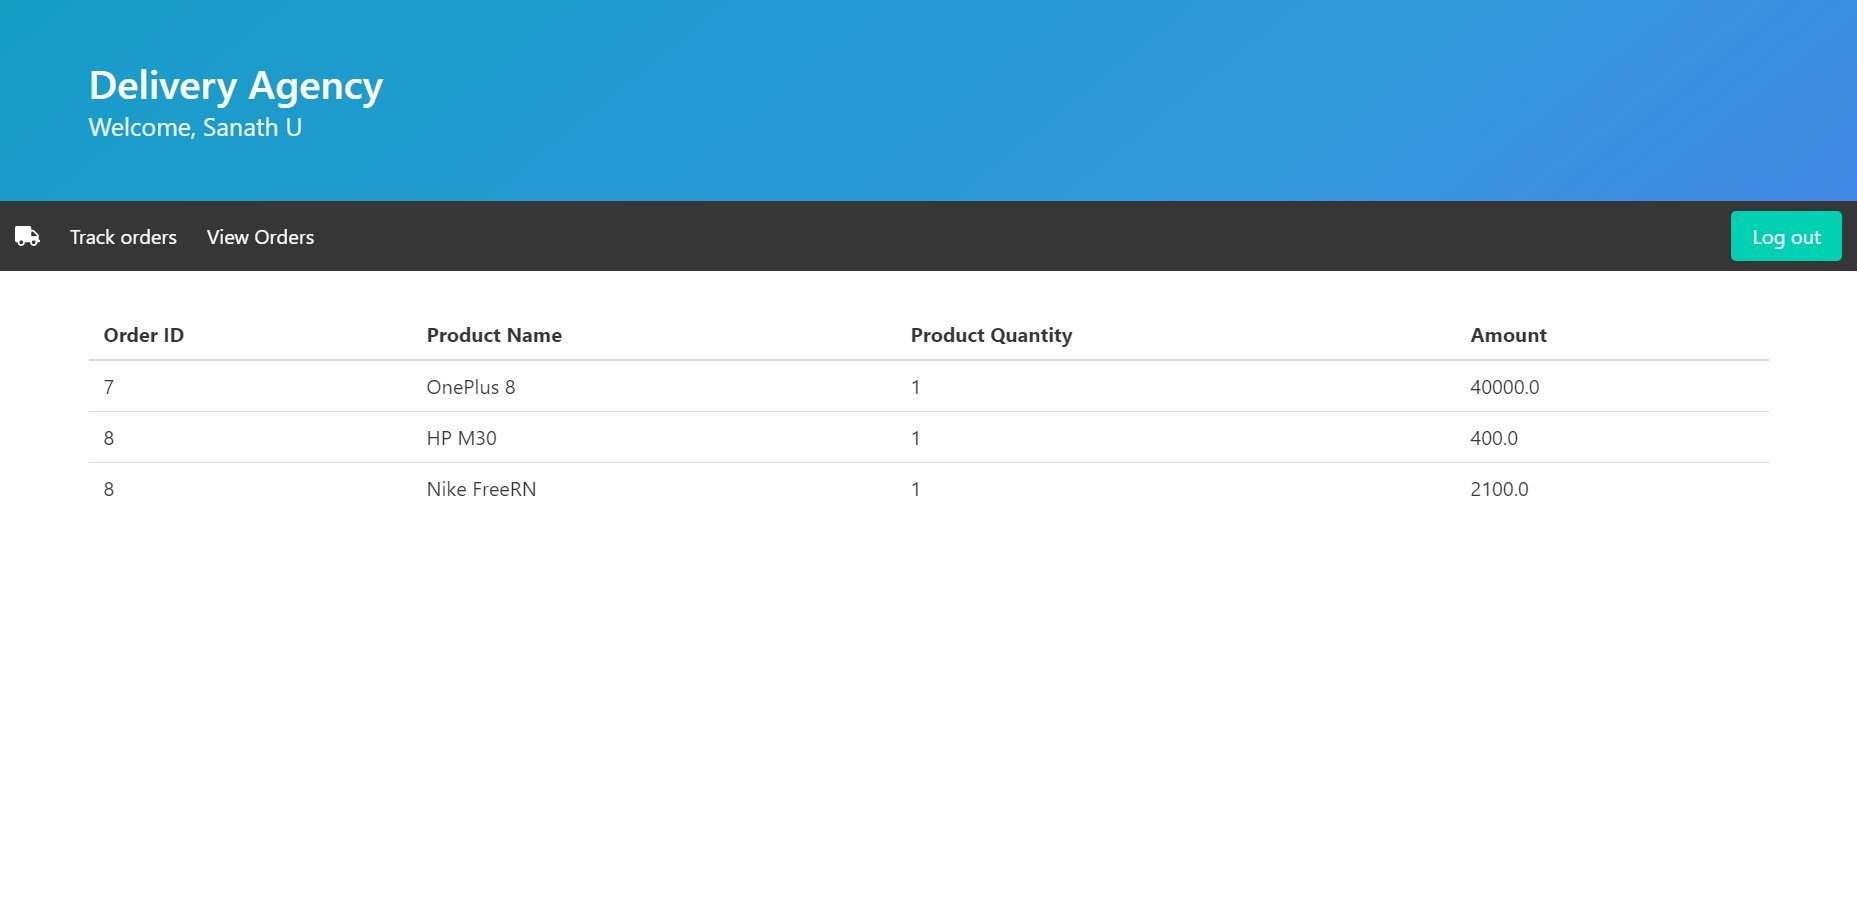 Delivery Agency
Welcome, Sanath U
Track orders View Orders Log out
Order ID Product Name Product Quantity Amount
7 OnePlus 8 1 40000.0
8 HP M30 1 400.0
8 Nike FreeRN 1 2100.0